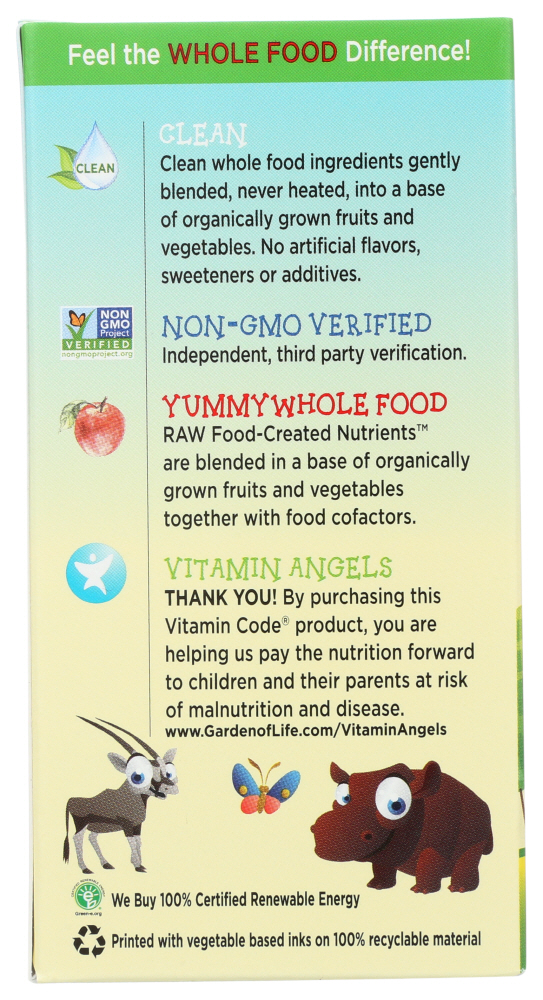 Feel the WHOLE FOOD Difference!
CLEAN
CLEAN
Clean whole food ingredients gently
blended, never heated, into a base
of organically grown fruits and
vegetables. No artificial flavors,
sweeteners or additives.
NON
GMO
Project
VERIFIED
nongmoproject.org
NON-GMO VERIFIED
Independent, third party verification.
YUMMY WHOLE FOOD
RAW Food-Created Nutrients™
are blended in a base of organically
grown fruits and vegetables
together with food cofactors.
VITAMIN ANGELS
THANK YOU! By purchasing this
Vitamin Code® product, you are
helping us pay the nutrition forward
to children and their parents at risk
of malnutrition and disease.
www.GardenofLife.com/VitaminAngels
Green-e.org
We Buy 100% Certified Renewable Energy
Printed with vegetable based inks on 100% recyclable material